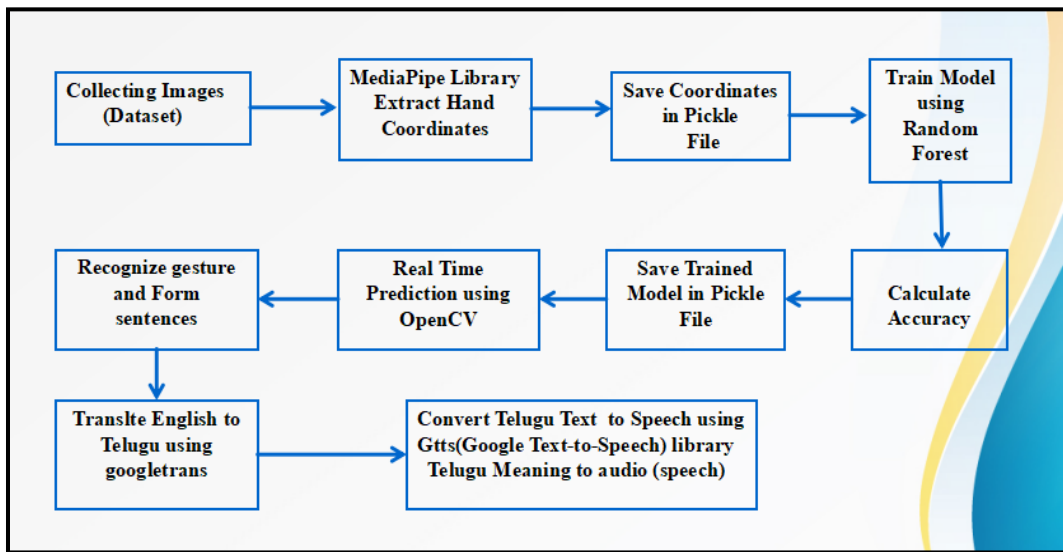 Collecting Images
(Dataset)
MediaPipe Library
Extract Hand
Coordinates
Save Coordinates
in Pickle
File
Train Model
using
Random
Forest
Calculate
Accuracy
Save Trained
Model in Pickle
File
Real Time
Prediction using
OpenCV
Recognize gesture
and Form
sentences
Translte English to
Telugu using
googletrans
Convert Telugu Text to Speech using
Gtts(Google Text-to-Speech) library
Telugu Meaning to audio (speech)